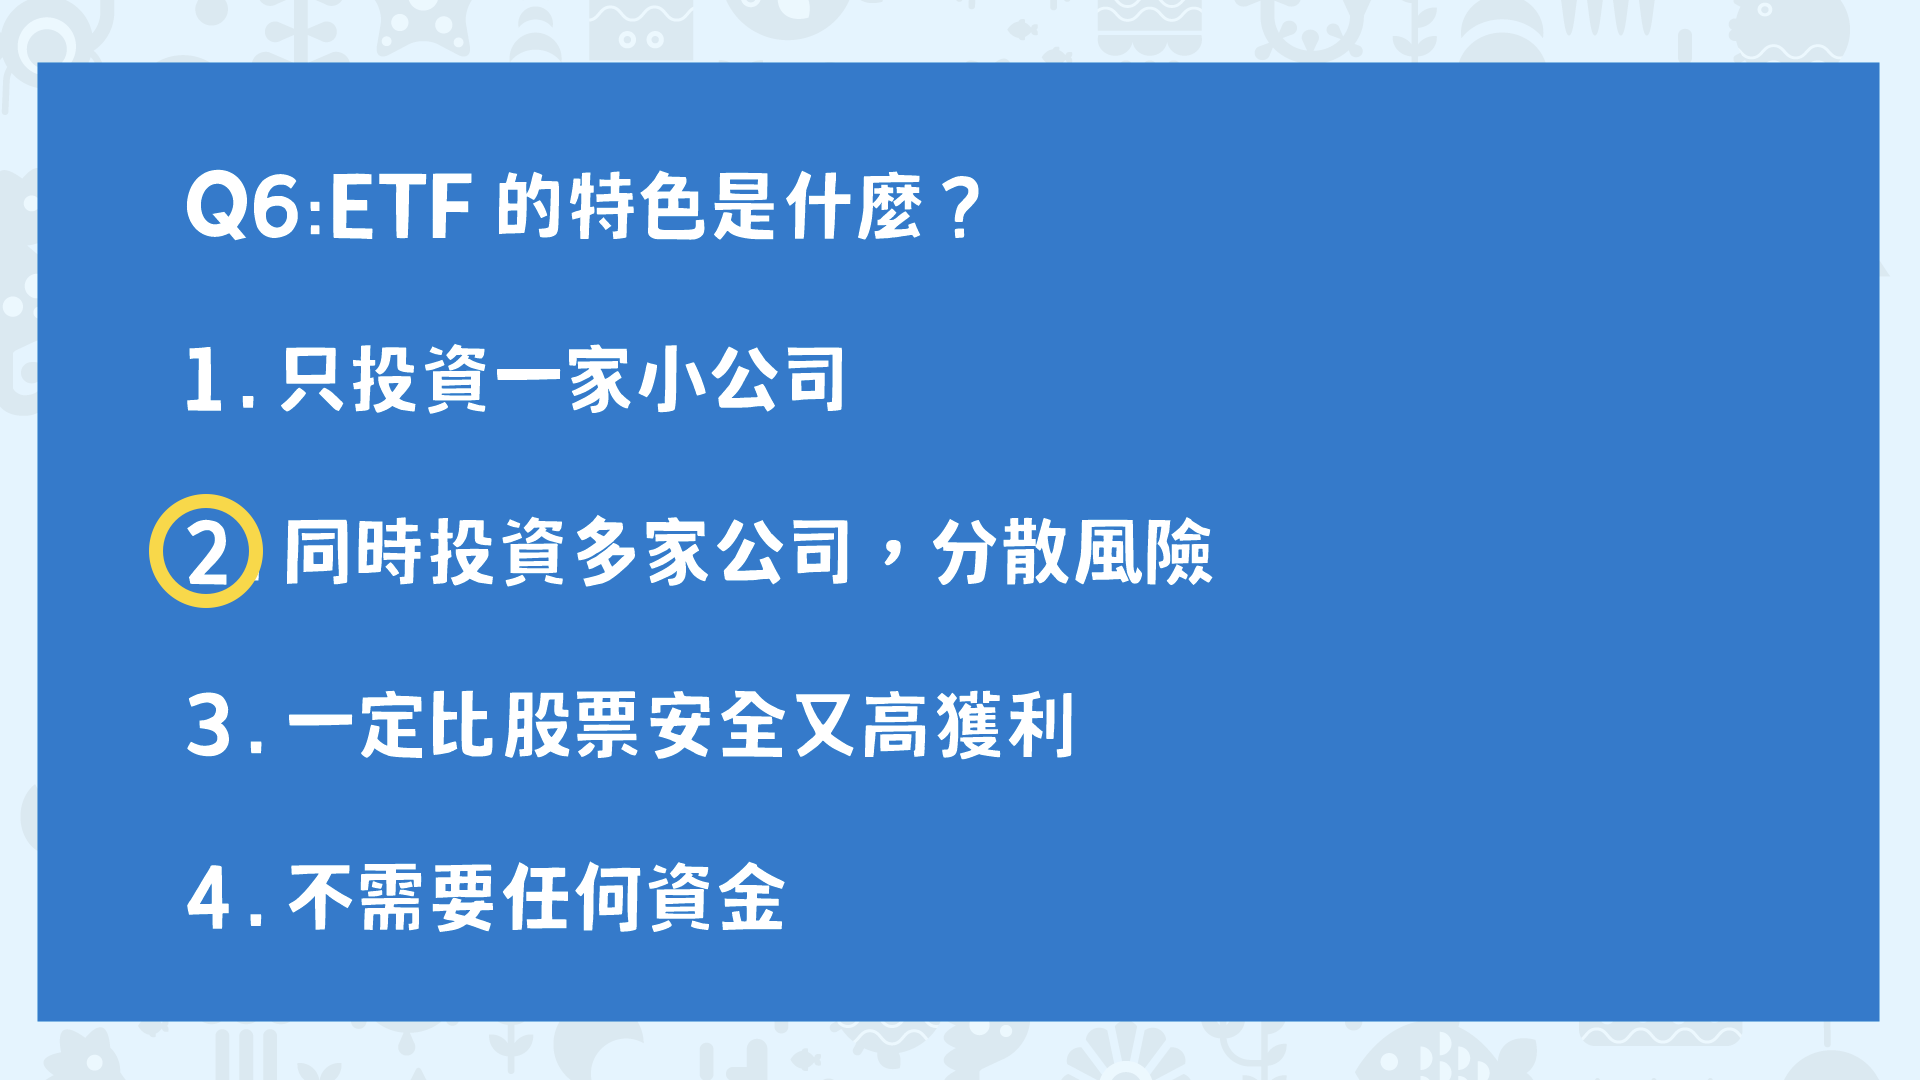 Q6:ETF 的特色是什麼？
1. 只投資一家小公司
2. 同時投資多家公司，分散風險
3. 一定比股票安全又高獲利
4. 不需要任何資金